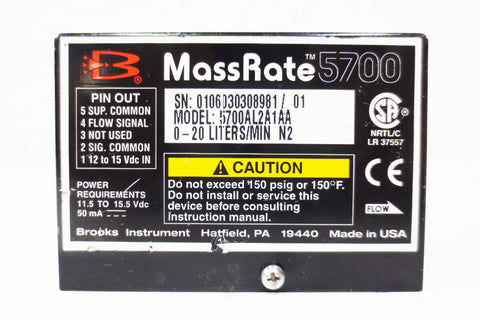 B MassRate™ 5700
PIN OUT
5 SUP. COMMON
4 FLOW SIGNAL
3 NOT USED
2 SIG. COMMON
1 12 to 15 Vdc IN
SN: 0106030308981 / 01
MODEL: 5700AL2A1AA
0-20 LITERS/MIN N2
SA
NRTL/C
LR 37557
CE
CAUTION
Do not exceed 150 psig or 150°F.
Do not install or service this
device before consulting
instruction manual.
POWER
REQUIREMENTS
11.5 TO 15.5 Vdc
50 mA
FLOW
Brooks Instrument Hatfield, PA 19440 Made in USA